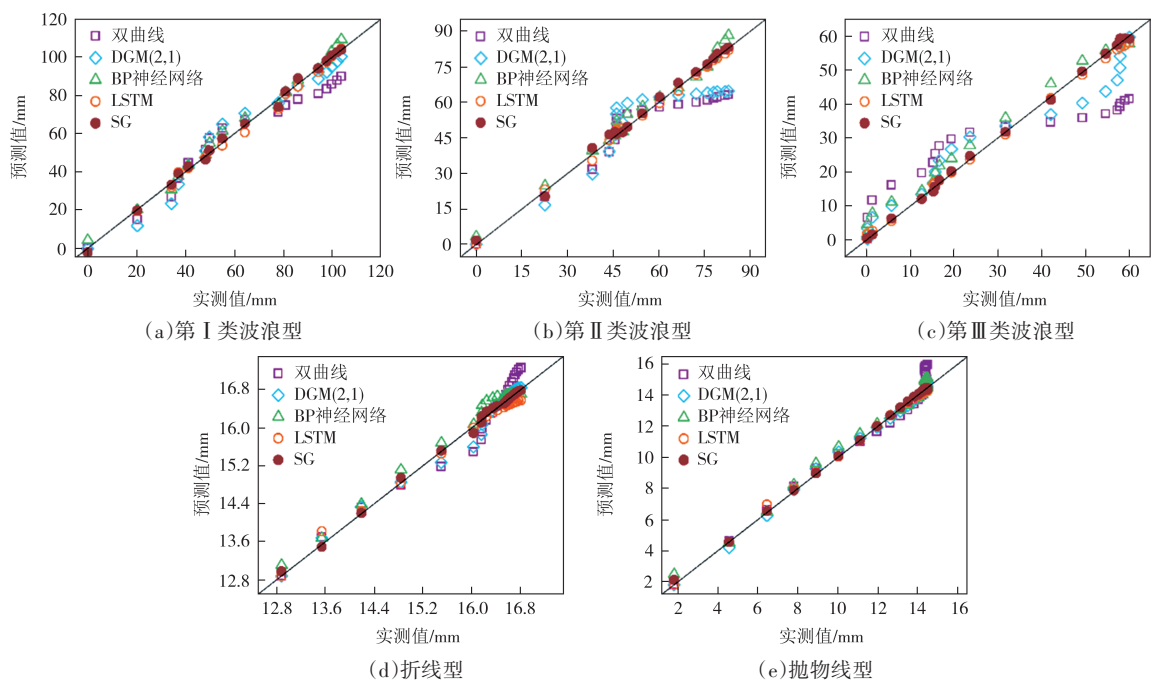 120
100
80
60
40
20
0
预测值/mm
双曲线
DGM(2,1)
BP神经网络
LSTM
SG
0 20 40 60 80 100 120
实测值/mm
(a)第Ⅰ类波浪型
90
75
60
45
30
15
0
预测值/mm
双曲线
DGM(2,1)
BP神经网络
LSTM
SG
0 15 30 45 60 75 90
实测值/mm
(b)第Ⅱ类波浪型
60
50
40
30
20
10
0
预测值/mm
双曲线
DGM(2,1)
BP神经网络
LSTM
SG
0 10 20 30 40 50 60
实测值/mm
(c)第Ⅲ类波浪型
16.8
16.0
15.2
14.4
13.6
12.8
预测值/mm
双曲线
DGM(2,1)
BP神经网络
LSTM
SG
12.8 13.6 14.4 15.2 16.0 16.8
实测值/mm
(d)折线型
16
14
12
10
8
6
4
2
预测值/mm
双曲线
DGM(2,1)
BP神经网络
LSTM
SG
2 4 6 8 10 12 14 16
实测值/mm
(e)抛物线型